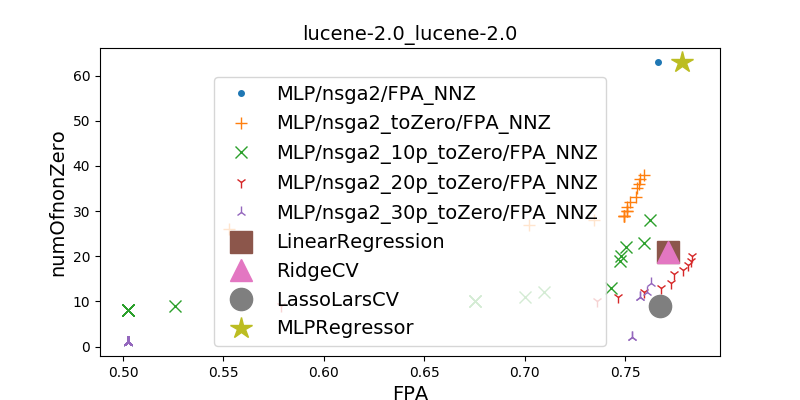 lucene-2.0_lucene-2.0
numOfnonZero
60
50
40
30
20
10
0
MLP/nsga2/FPA_NNZ
MLP/nsga2_toZero/FPA_NNZ
MLP/nsga2_10p_toZero/FPA_NNZ
MLP/nsga2_20p_toZero/FPA_NNZ
MLP/nsga2_30p_toZero/FPA_NNZ
LinearRegression
RidgeCV
LassoLarsCV
MLPRegressor
0.50 0.55 0.60 0.65 0.70 0.75
FPA